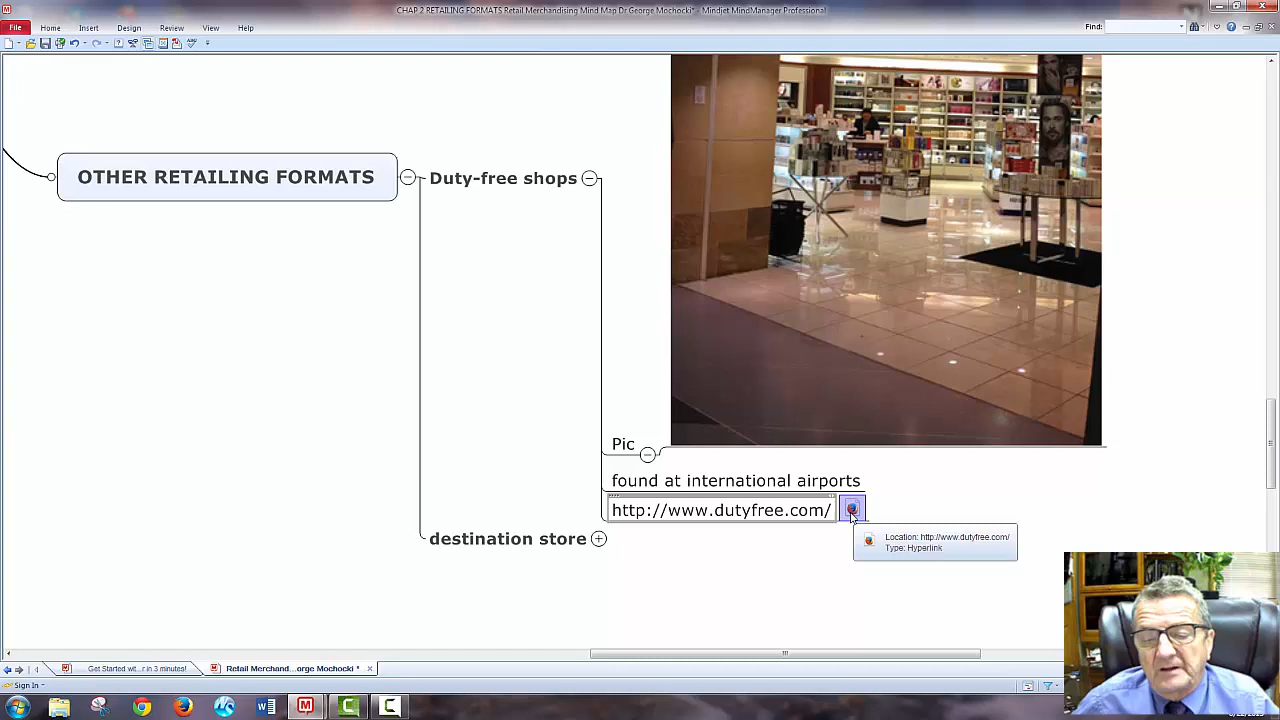 CHAP 2 RETAILING FORMATS Retail Merchandising Mind Map Dr George Mochocki* - Mindjet MindManager Professional
File Home Insert Design Review View Help Find:
OTHER RETAILING FORMATS
Duty-free shops
Pic
found at international airports
http://www.dutyfree.com/
Location: http://www.dutyfree.com/
Type: Hyperlink
destination store
Get Started wit...r in 3 minutes!
Retail Merchand....orge Mochocki *
Sign In